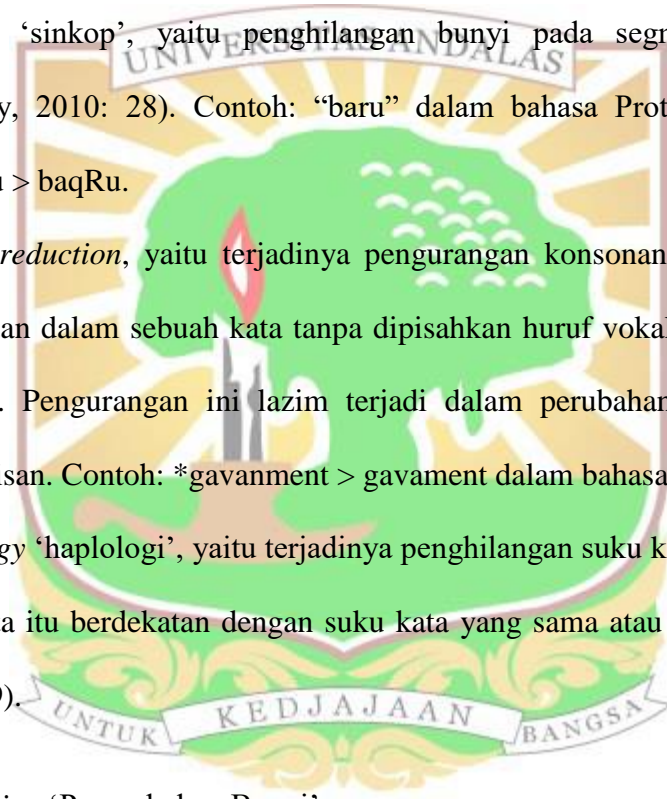 ‘sinkop’, yaitu penghilangan bunyi pada segm
UNIVERSITAS ANDALAS
y, 2010: 28). Contoh: “baru” dalam bahasa Prot
u > baqRu.
reduction, yaitu terjadinya pengurangan konsonan
an dalam sebuah kata tanpa dipisahkan huruf vokal
. Pengurangan ini lazim terjadi dalam perubahan
isan. Contoh: *gavanment > gavament dalam bahasa
gy ‘haplologi’, yaitu terjadinya penghilangan suku k
a itu berdekatan dengan suku kata yang sama atau
).
UNTUK KEDJAJAAN BANGSA